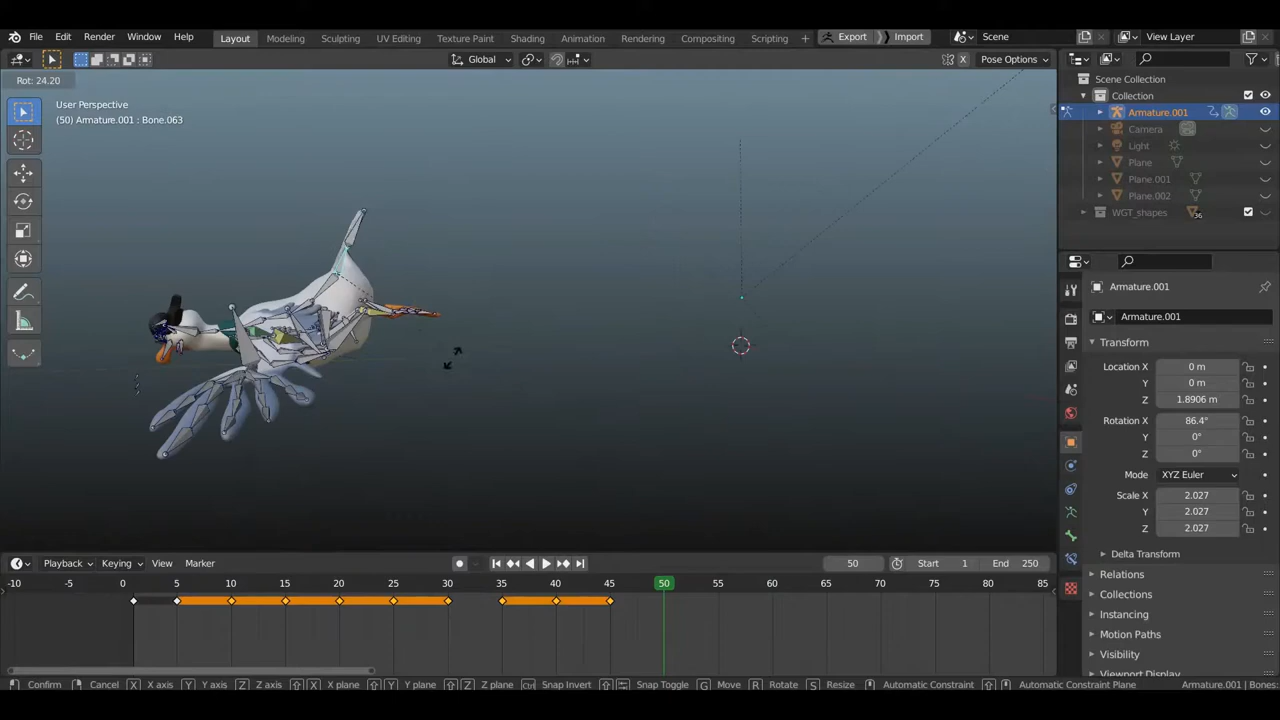 File Edit Render Window Help Layout Modeling Sculpting UV Editing Texture Paint Shading Animation Rendering Compositing Scripting + Export Import Scene View Layer
Global X Pose Options
Rot: 24.20
User Perspective
(50) Armature.001 : Bone.063
Scene Collection
Collection
Armature.001
Camera
Light
Plane
Plane.001
Plane.002
WGT_shapes 36
Armature.001
Armature.001
Transform
Location X 0 m
Y 0 m
Z 1.8906 m
Rotation X 86.4°
Y 0°
Z 0°
Mode XYZ Euler
Scale X 2.027
Y 2.027
Z 2.027
Delta Transform
Relations
Collections
Instancing
Motion Paths
Visibility
Viewport Display
Playback Keying View Marker 50 Start 1 End 250
-10 -5 0 5 10 15 20 25 30 35 40 45 50 55 60 65 70 75 80 85
Confirm Cancel X X axis Y Y axis Z Z axis X X plane Y Y plane Z Z plane Ctrl Snap Invert Snap Toggle G Move R Rotate S Resize Automatic Constraint Automatic Constraint Plane Armature.001 | Bones: